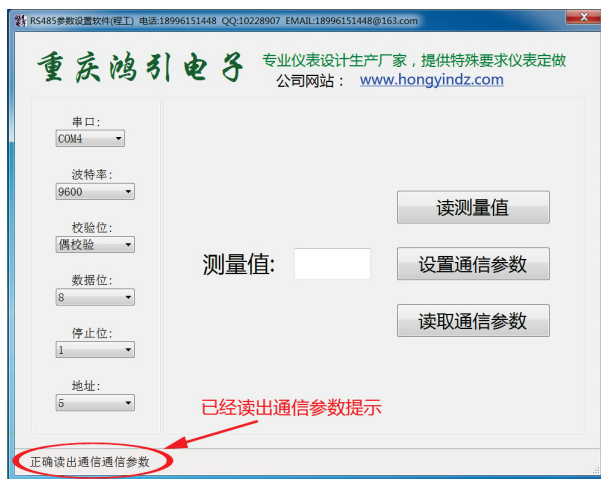 RS485参数设置软件(程工) 电话:18996151448 QQ:10228907 EMAIL:18996151448@163.com
重庆鸿引电子
专业仪表设计生产厂家，提供特殊要求仪表定做
公司网站： www.hongyindz.com
串口:
COM4
波特率:
9600
校验位:
偶校验
数据位:
8
停止位:
1
地址:
5
测量值:
读测量值
设置通信参数
读取通信参数
已经读出通信参数提示
正确读出通信通信参数